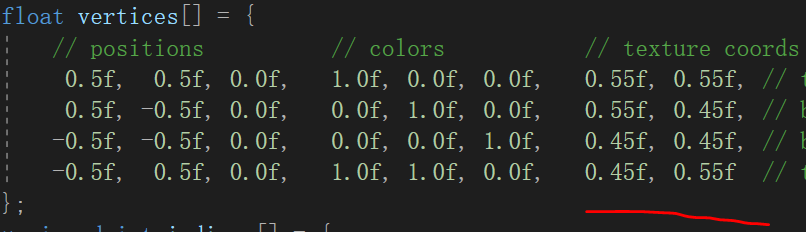 float vertices[] = {
// positions // colors // texture coords
0.5f, 0.5f, 0.0f, 1.0f, 0.0f, 0.0f, 0.55f, 0.55f, //
0.5f, -0.5f, 0.0f, 0.0f, 1.0f, 0.0f, 0.55f, 0.45f, //
-0.5f, -0.5f, 0.0f, 0.0f, 0.0f, 1.0f, 0.45f, 0.45f, //
-0.5f, 0.5f, 0.0f, 1.0f, 1.0f, 0.0f, 0.45f, 0.55f //
};